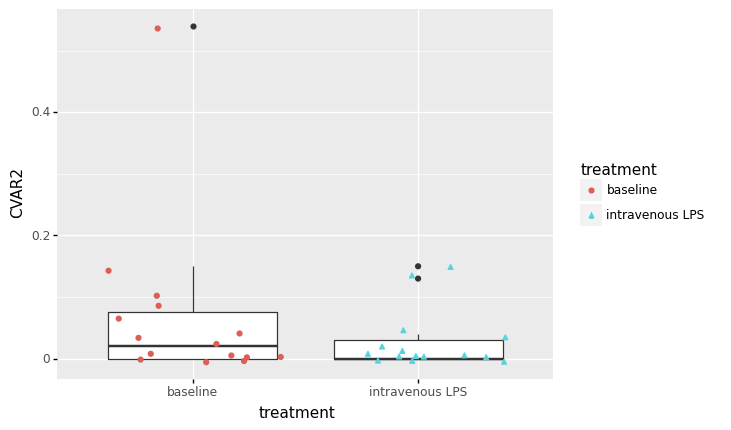 CVAR2
0.4
0.2
0
baseline
intravenous LPS
treatment
treatment
baseline
intravenous LPS